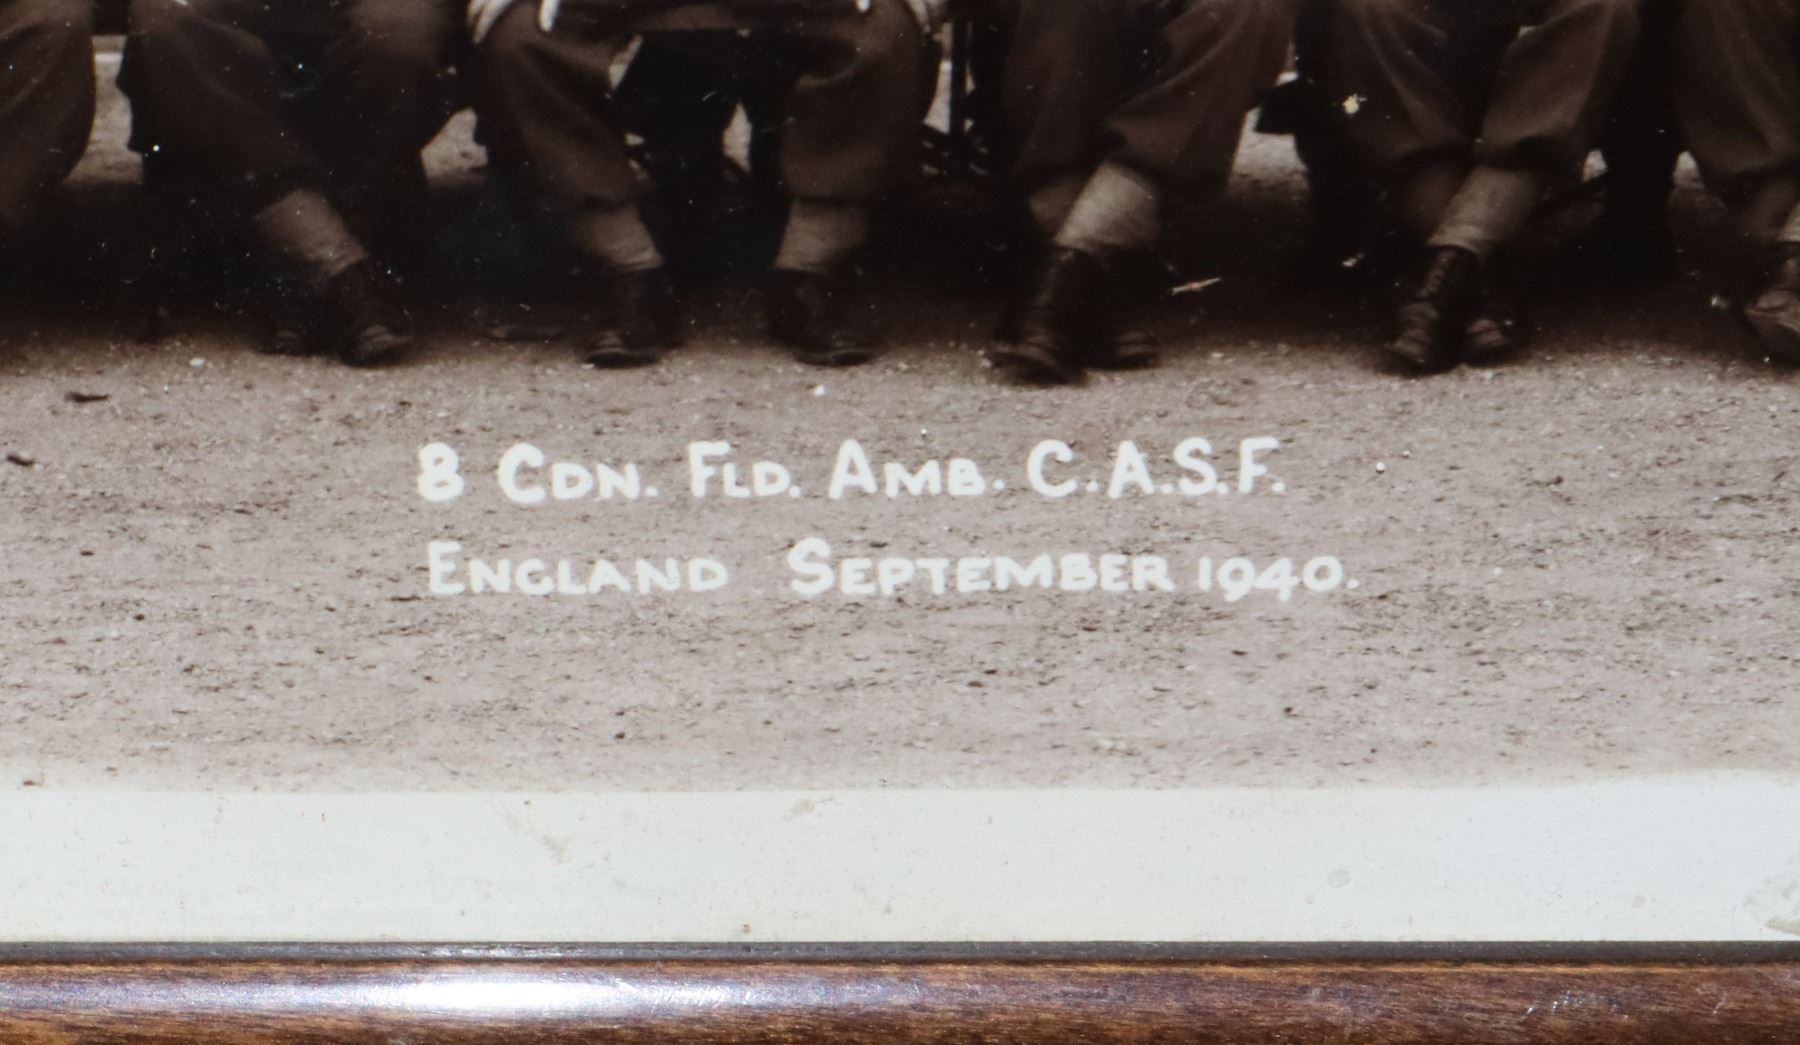 8 CDN. FLD. AMB. C.A.S.F.
ENGLAND SEPTEMBER 1940.